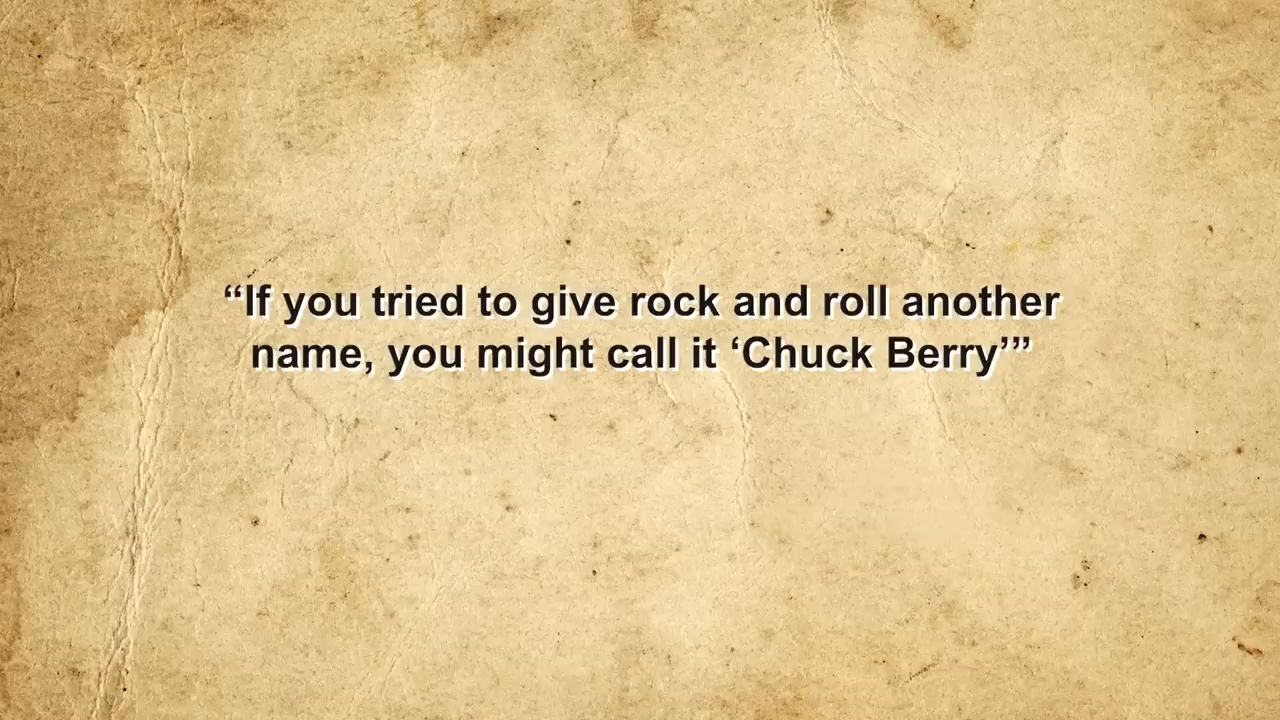 “If you tried to give rock and roll another
name, you might call it ‘Chuck Berry’”